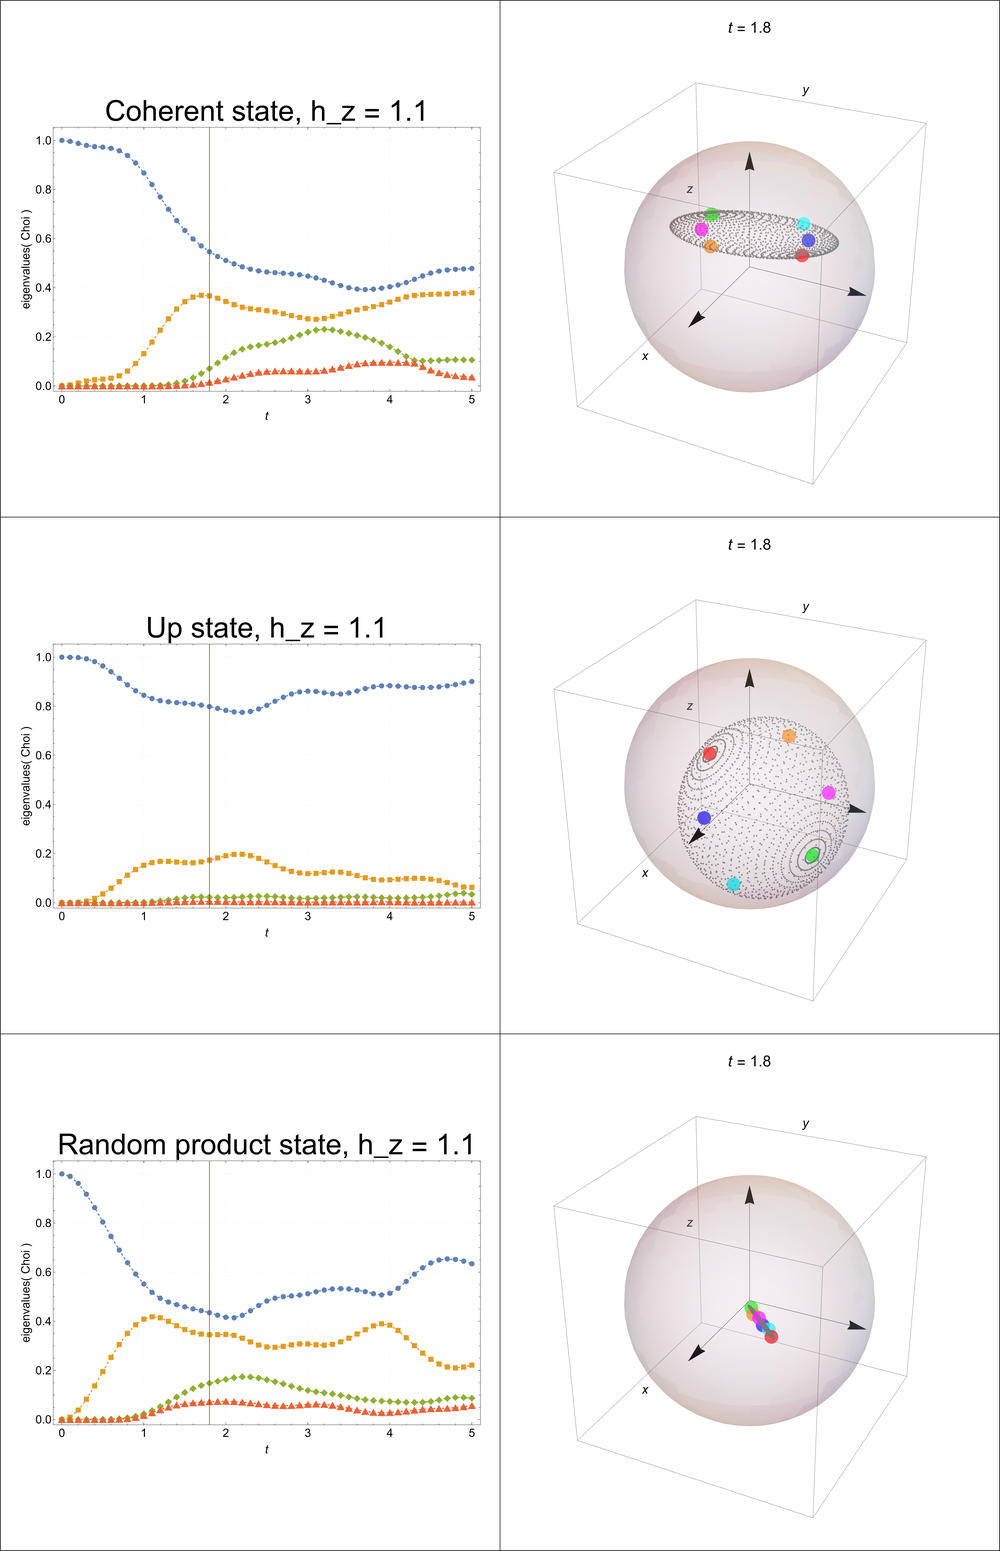 Coherent state, h_z = 1.1
eigenvalues( Choi )
1.0
0.8
0.6
0.4
0.2
0.0
0 1 2 3 4 5
t
t = 1.8
y
z
x
Up state, h_z = 1.1
eigenvalues( Choi )
1.0
0.8
0.6
0.4
0.2
0.0
0 1 2 3 4 5
t
t = 1.8
y
z
x
Random product state, h_z = 1.1
eigenvalues( Choi )
1.0
0.8
0.6
0.4
0.2
0.0
0 1 2 3 4 5
t
t = 1.8
y
z
x